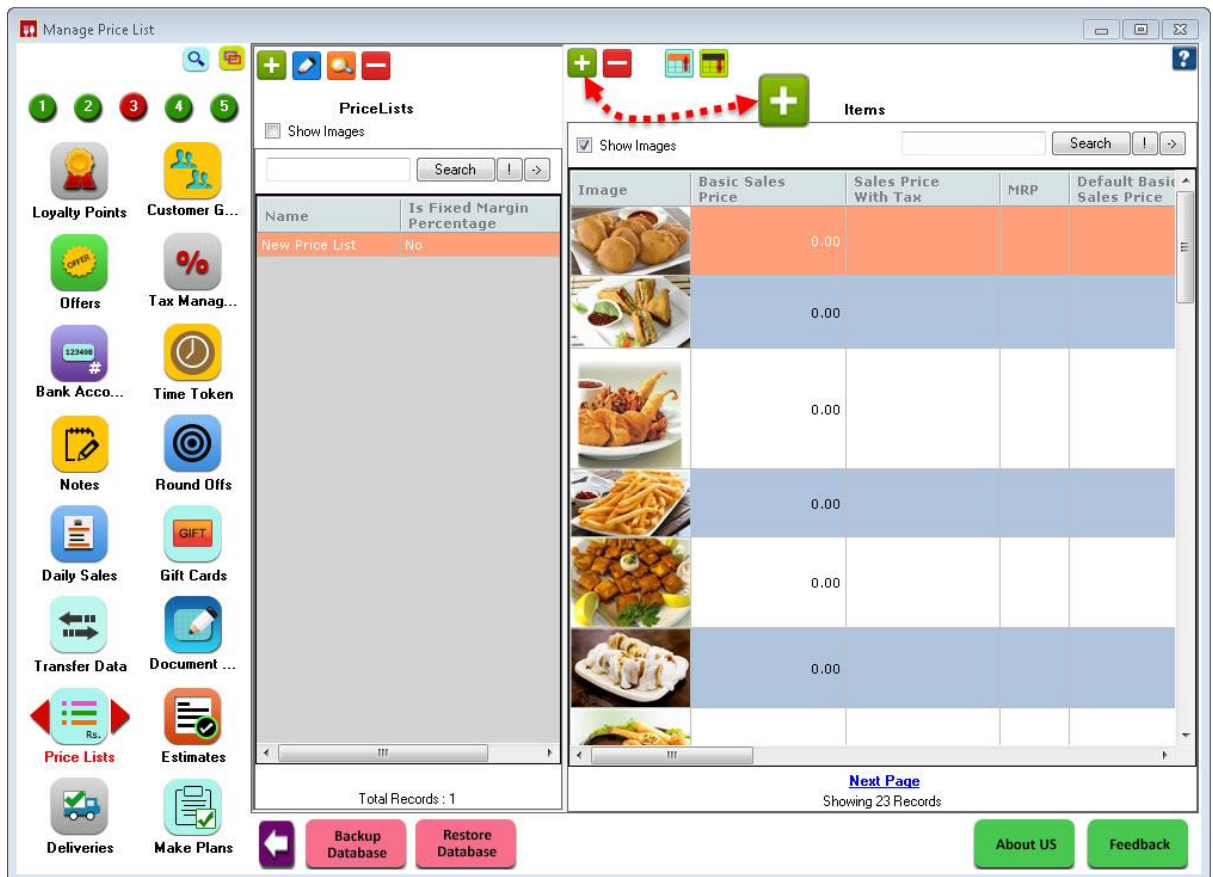 Manage Price List
?
1 2 3 4 5
Loyalty Points
Customer G...
OFFER
Offers
%
Tax Manag...
123498
#
Bank Acco...
Time Token
Notes
Round Offs
Daily Sales
GIFT
Gift Cards
Transfer Data
Document ...
Rs.
Price Lists
Estimates
Deliveries
Make Plans
PriceLists
Show Images
Search ! ->
Name
Is Fixed Margin
Percentage
New Price List No
Total Records : 1
Items
Show Images
Search ! ->
Image
Basic Sales
Price
Sales Price
With Tax
MRP
Default Basic
Sales Price
0.00
0.00
0.00
0.00
0.00
0.00
Next Page
Showing 23 Records
Backup
Database
Restore
Database
About US
Feedback